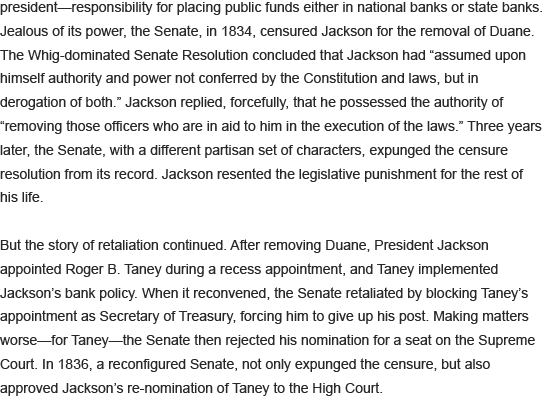 president—responsibility for placing public funds either in national banks or state banks.
Jealous of its power, the Senate, in 1834, censured Jackson for the removal of Duane.
The Whig-dominated Senate Resolution concluded that Jackson had “assumed upon
himself authority and power not conferred by the Constitution and laws, but in
derogation of both.” Jackson replied, forcefully, that he possessed the authority of
“removing those officers who are in aid to him in the execution of the laws.” Three years
later, the Senate, with a different partisan set of characters, expunged the censure
resolution from its record. Jackson resented the legislative punishment for the rest of
his life.
But the story of retaliation continued. After removing Duane, President Jackson
appointed Roger B. Taney during a recess appointment, and Taney implemented
Jackson’s bank policy. When it reconvened, the Senate retaliated by blocking Taney’s
appointment as Secretary of Treasury, forcing him to give up his post. Making matters
worse—for Taney—the Senate then rejected his nomination for a seat on the Supreme
Court. In 1836, a reconfigured Senate, not only expunged the censure, but also
approved Jackson’s re-nomination of Taney to the High Court.